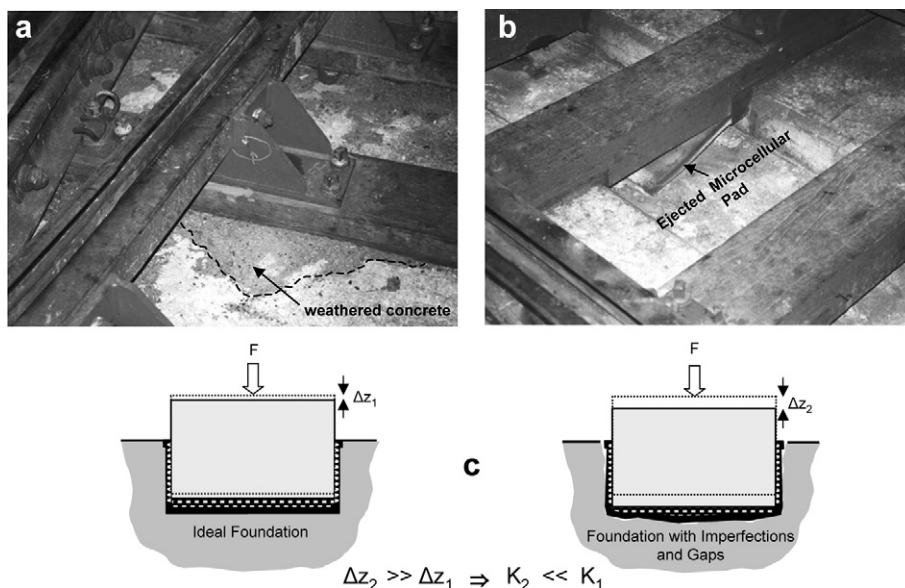 a
weathered concrete
b
Ejected Microcellular
Pad
F
Δz₁
Ideal Foundation
c
F
Δz₂
Foundation with Imperfections
and Gaps
Δz₂ >> Δz₁ ⇒ K₂ << K₁